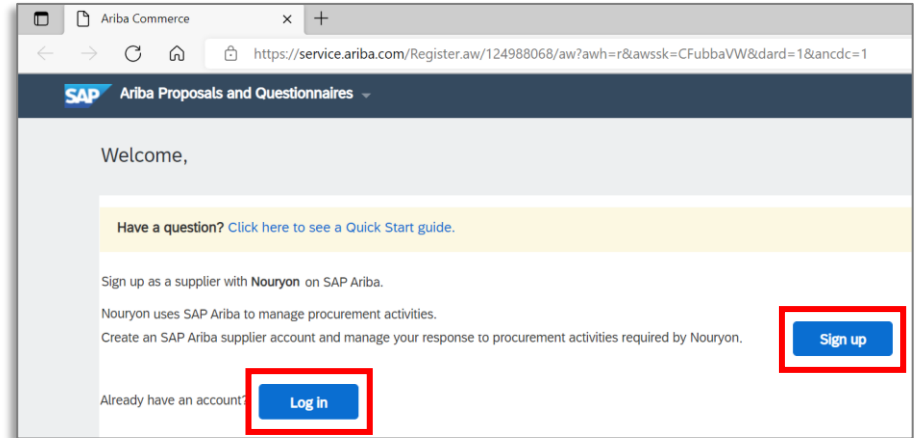 Ariba Commerce
https://service.ariba.com/Register.aw/124988068/aw?awh=r&awssk=CFubbaVW&dard=1&ancdc=1
SAP Ariba Proposals and Questionnaires
Welcome,
Have a question? Click here to see a Quick Start guide.
Sign up as a supplier with Nouryon on SAP Ariba.
Nouryon uses SAP Ariba to manage procurement activities.
Create an SAP Ariba supplier account and manage your response to procurement activities required by Nouryon.
Sign up
Already have an account?
Log in